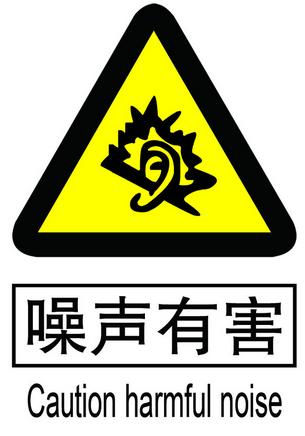 噪声有害
Caution harmful noise